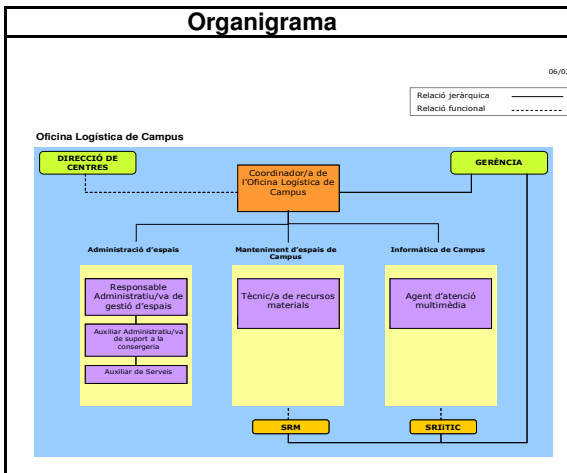 Organigrama
06/02
Relació jeràrquica
Relació funcional
Oficina Logística de Campus
DIRECCIÓ DE
CENTRES
GERÈNCIA
Coordinador/a de
l'Oficina Logística de
Campus
Administració d'espais
Manteniment d'espais de
Campus
Informàtica de Campus
Responsable
Administratiu/va de
gestió d'espais
Tècnic/a de recursos
materials
Agent d'atenció
multimèdia
Auxiliar Administratiu/va
de suport a la
consergeria
Auxiliar de Serveis
SRM
SRIiTIC